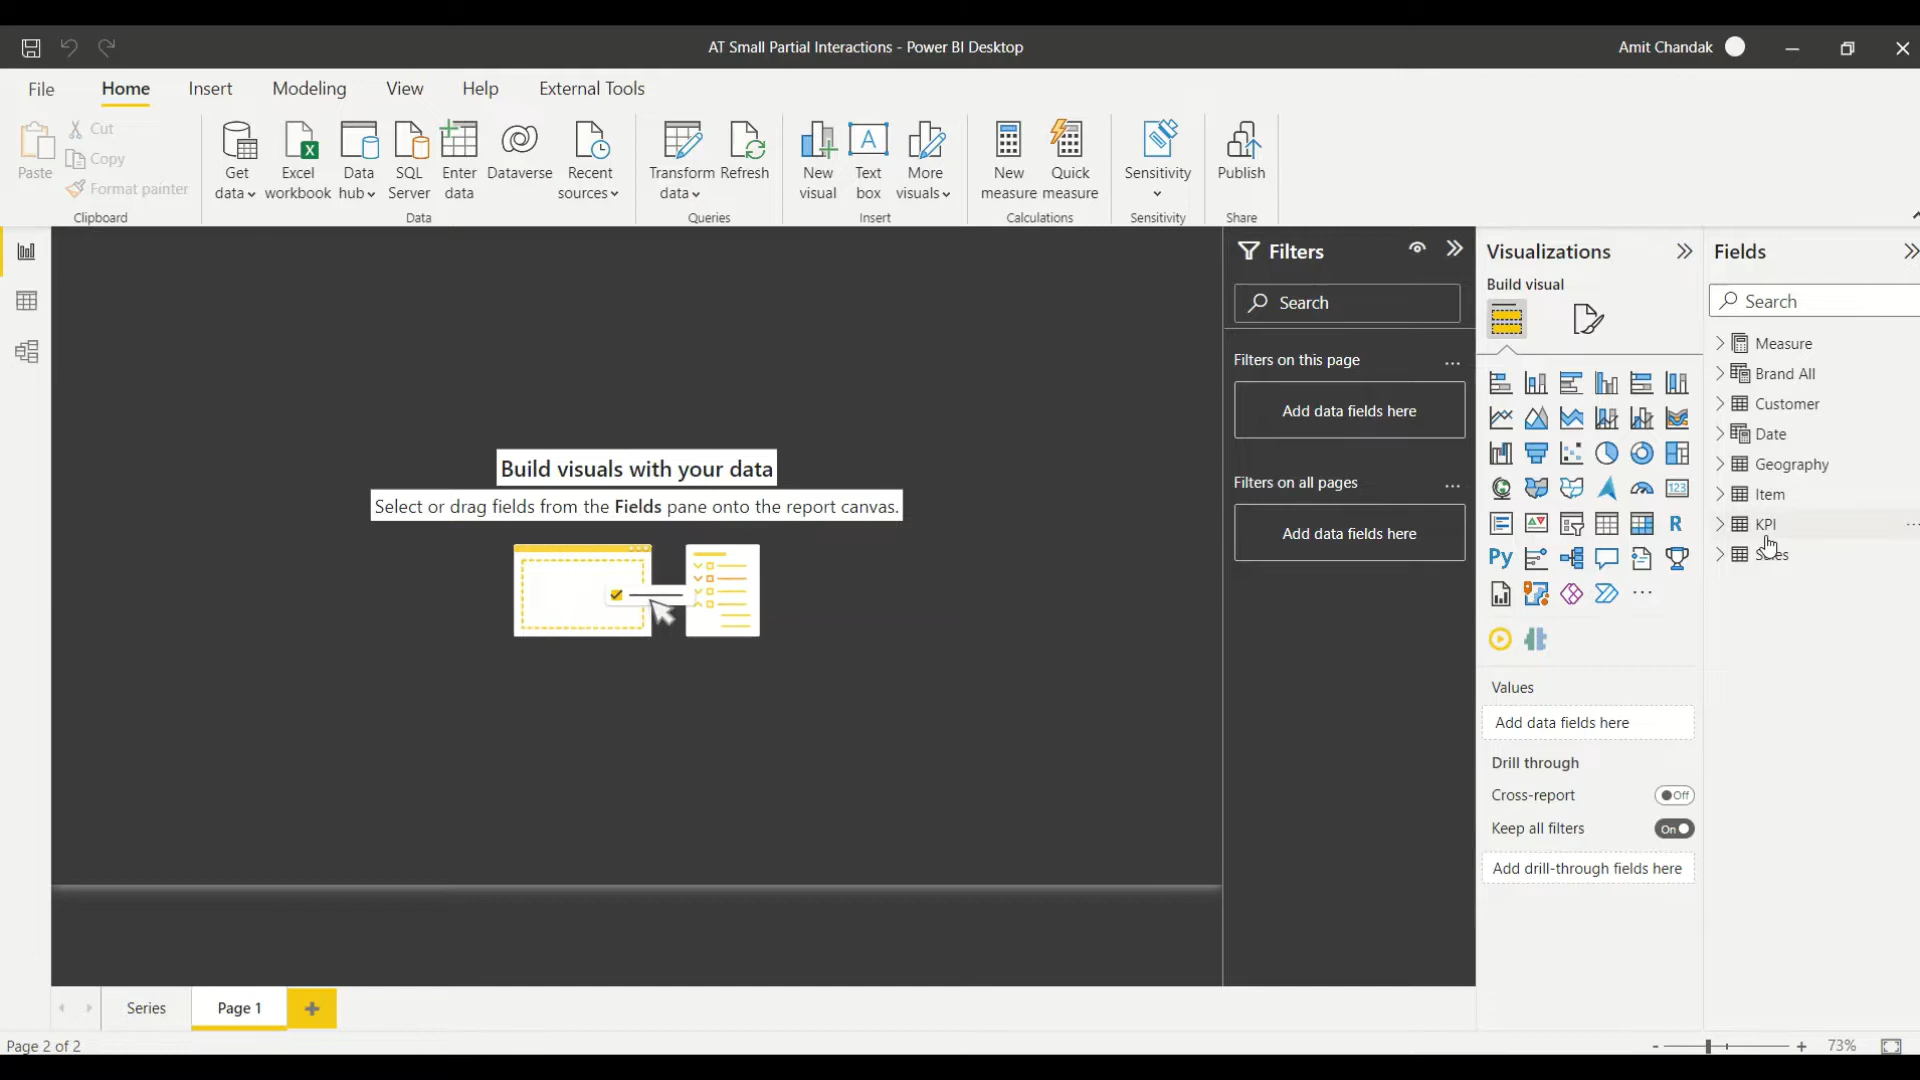 AT Small Partial Interactions - Power BI Desktop
Amit Chandak
File
Home
Insert
Modeling
View
Help
External Tools
Paste
Cut
Copy
Format painter
Clipboard
Get
data
Excel
workbook
Data
hub
SQL
Server
Enter
data
Dataverse
Recent
sources
Data
Transform
data
Refresh
Queries
New
visual
Text
box
More
visuals
Insert
New
measure
Quick
measure
Calculations
Sensitivity
Sensitivity
Publish
Share
Build visuals with your data
Select or drag fields from the Fields pane onto the report canvas.
Filters
Search
Filters on this page
Add data fields here
Filters on all pages
Add data fields here
Visualizations
Build visual
123
R
Py
Values
Add data fields here
Drill through
Cross-report
Off
Keep all filters
On
Add drill-through fields here
Fields
Search
Measure
Brand All
Customer
Date
Geography
Item
KPI
Sales
Series
Page 1
Page 2 of 2
- + 73%